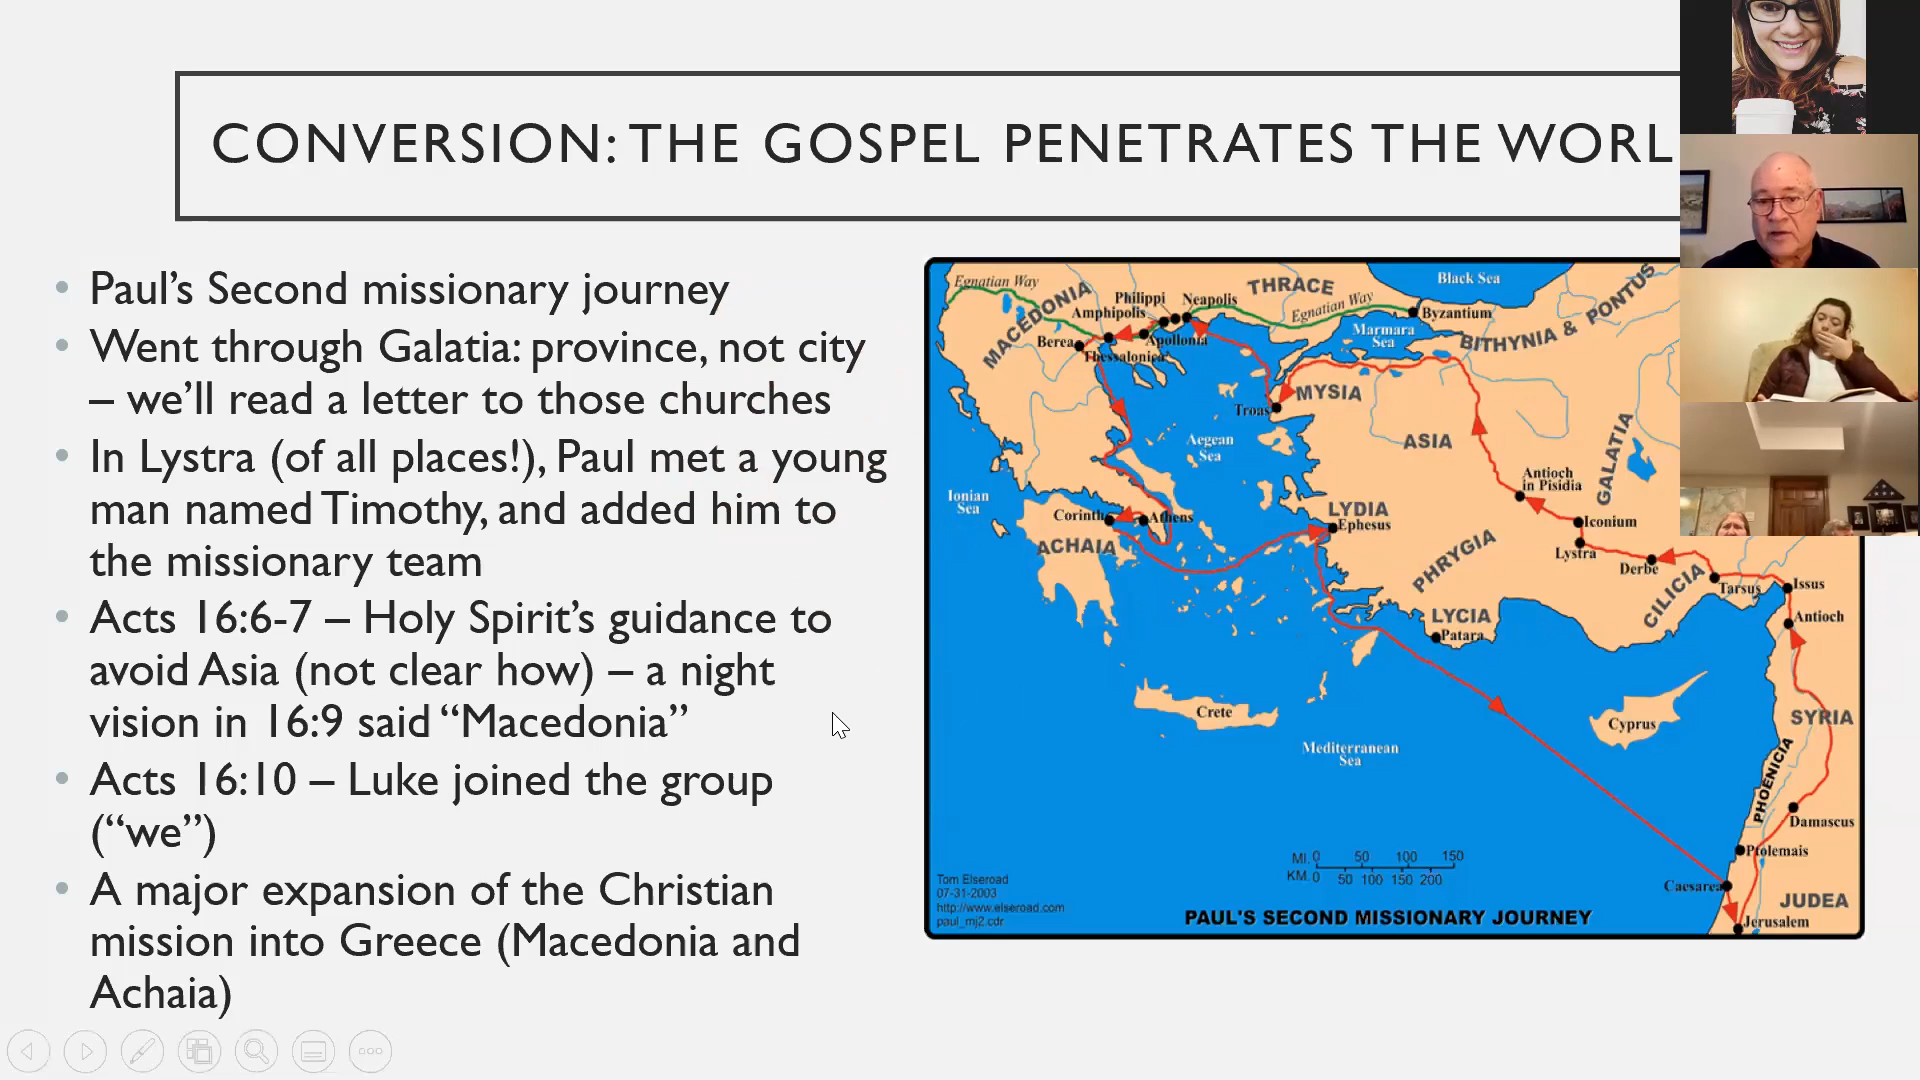 CONVERSION: THE GOSPEL PENETRATES THE WORL
• Paul’s Second missionary journey
• Went through Galatia: province, not city
– we’ll read a letter to those churches
• In Lystra (of all places!), Paul met a young
man named Timothy, and added him to
the missionary team
• Acts 16:6-7 – Holy Spirit’s guidance to
avoid Asia (not clear how) – a night
vision in 16:9 said “Macedonia”
• Acts 16:10 – Luke joined the group
(“we”)
• A major expansion of the Christian
mission into Greece (Macedonia and
Achaia)
Egnatian Way
MACEDONIA
Philippi
Neapolis
Amphipolis
THRACE
Egnatian Way
Black Sea
Byzantium
Marmara
Sea
BITHYNIA & PONTUS
Berea
Apollonia
Thessalonica
Troas
MYSIA
Aegean
Sea
ASIA
GALATIA
Antioch
in Pisidia
Ionian
Sea
Corinth
Athens
ACHAIA
LYDIA
Ephesus
Iconium
Lystra
Derbe
PHRYGIA
CILICIA
Tarsus
Issus
Antioch
LYCIA
Patara
Crete
Cyprus
SYRIA
Mediterranean
Sea
PHOENICIA
Damascus
Ptolemais
Caesarea
JUDEA
Jerusalem
MI. 0 50 100 150
KM. 0 50 100 150 200
Tom Elseroad
07-31-2003
http://www.elseroad.com
paul_mj2.cdr
PAUL'S SECOND MISSIONARY JOURNEY